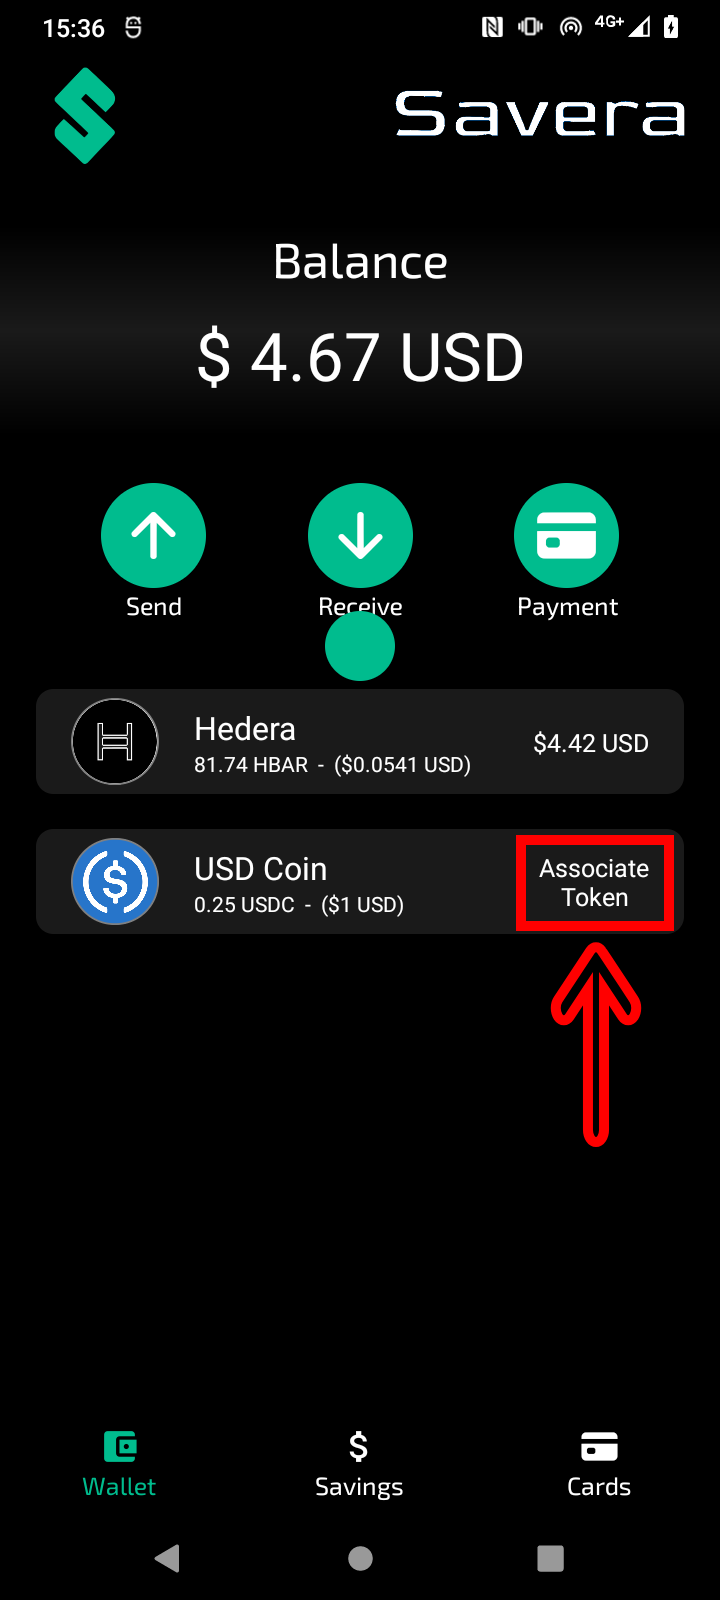 15:36
4G+
Savera
Balance
$ 4.67 USD
Send
Receive
Payment
Hedera
81.74 HBAR - ($0.0541 USD)
$4.42 USD
USD Coin
0.25 USDC - ($1 USD)
Associate
Token
Wallet
Savings
Cards